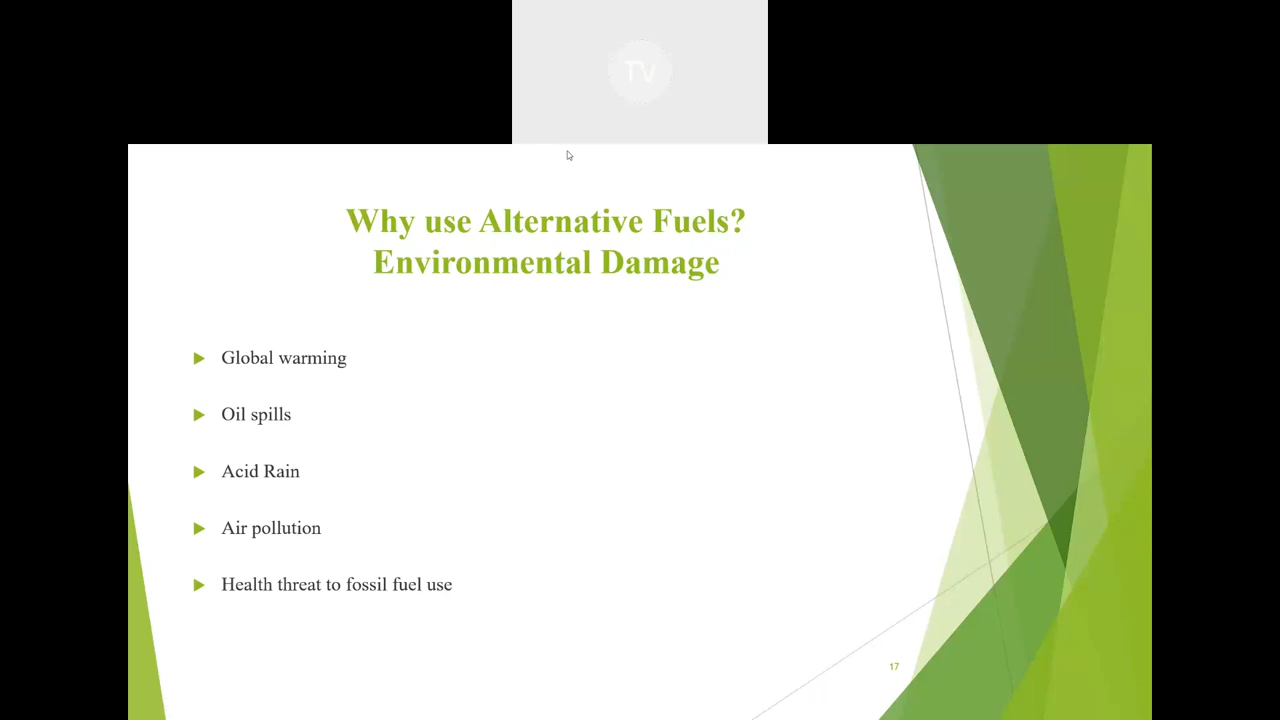 TV
Why use Alternative Fuels?
Environmental Damage
Global warming
Oil spills
Acid Rain
Air pollution
Health threat to fossil fuel use
17